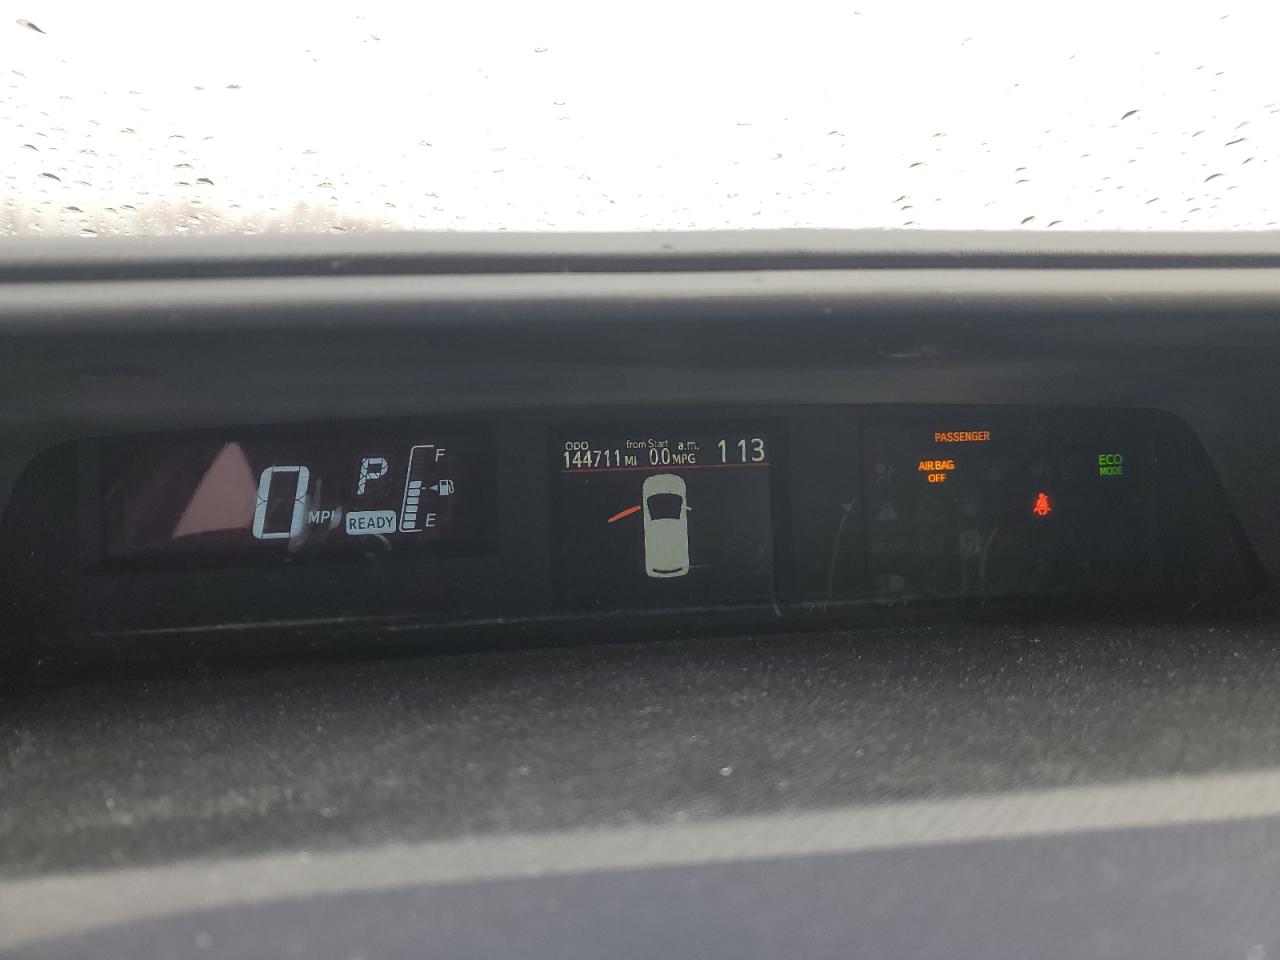 0 MPH
P
READY
F
E
ODO
144711 MI
from Start
0.0 MPG
a.m.
1 13
PASSENGER
AIR BAG
OFF
ECO
MODE